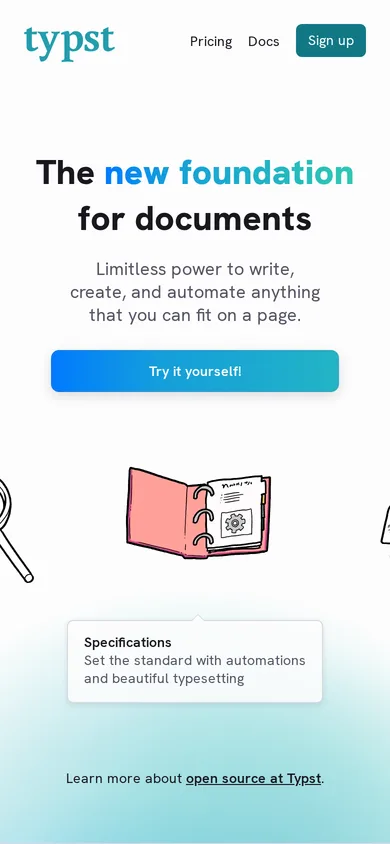 typst
Pricing
Docs
Sign up
The new foundation
for documents
Limitless power to write,
create, and automate anything
that you can fit on a page.
Try it yourself!
Specifications
Set the standard with automations
and beautiful typesetting
Learn more about open source at Typst.